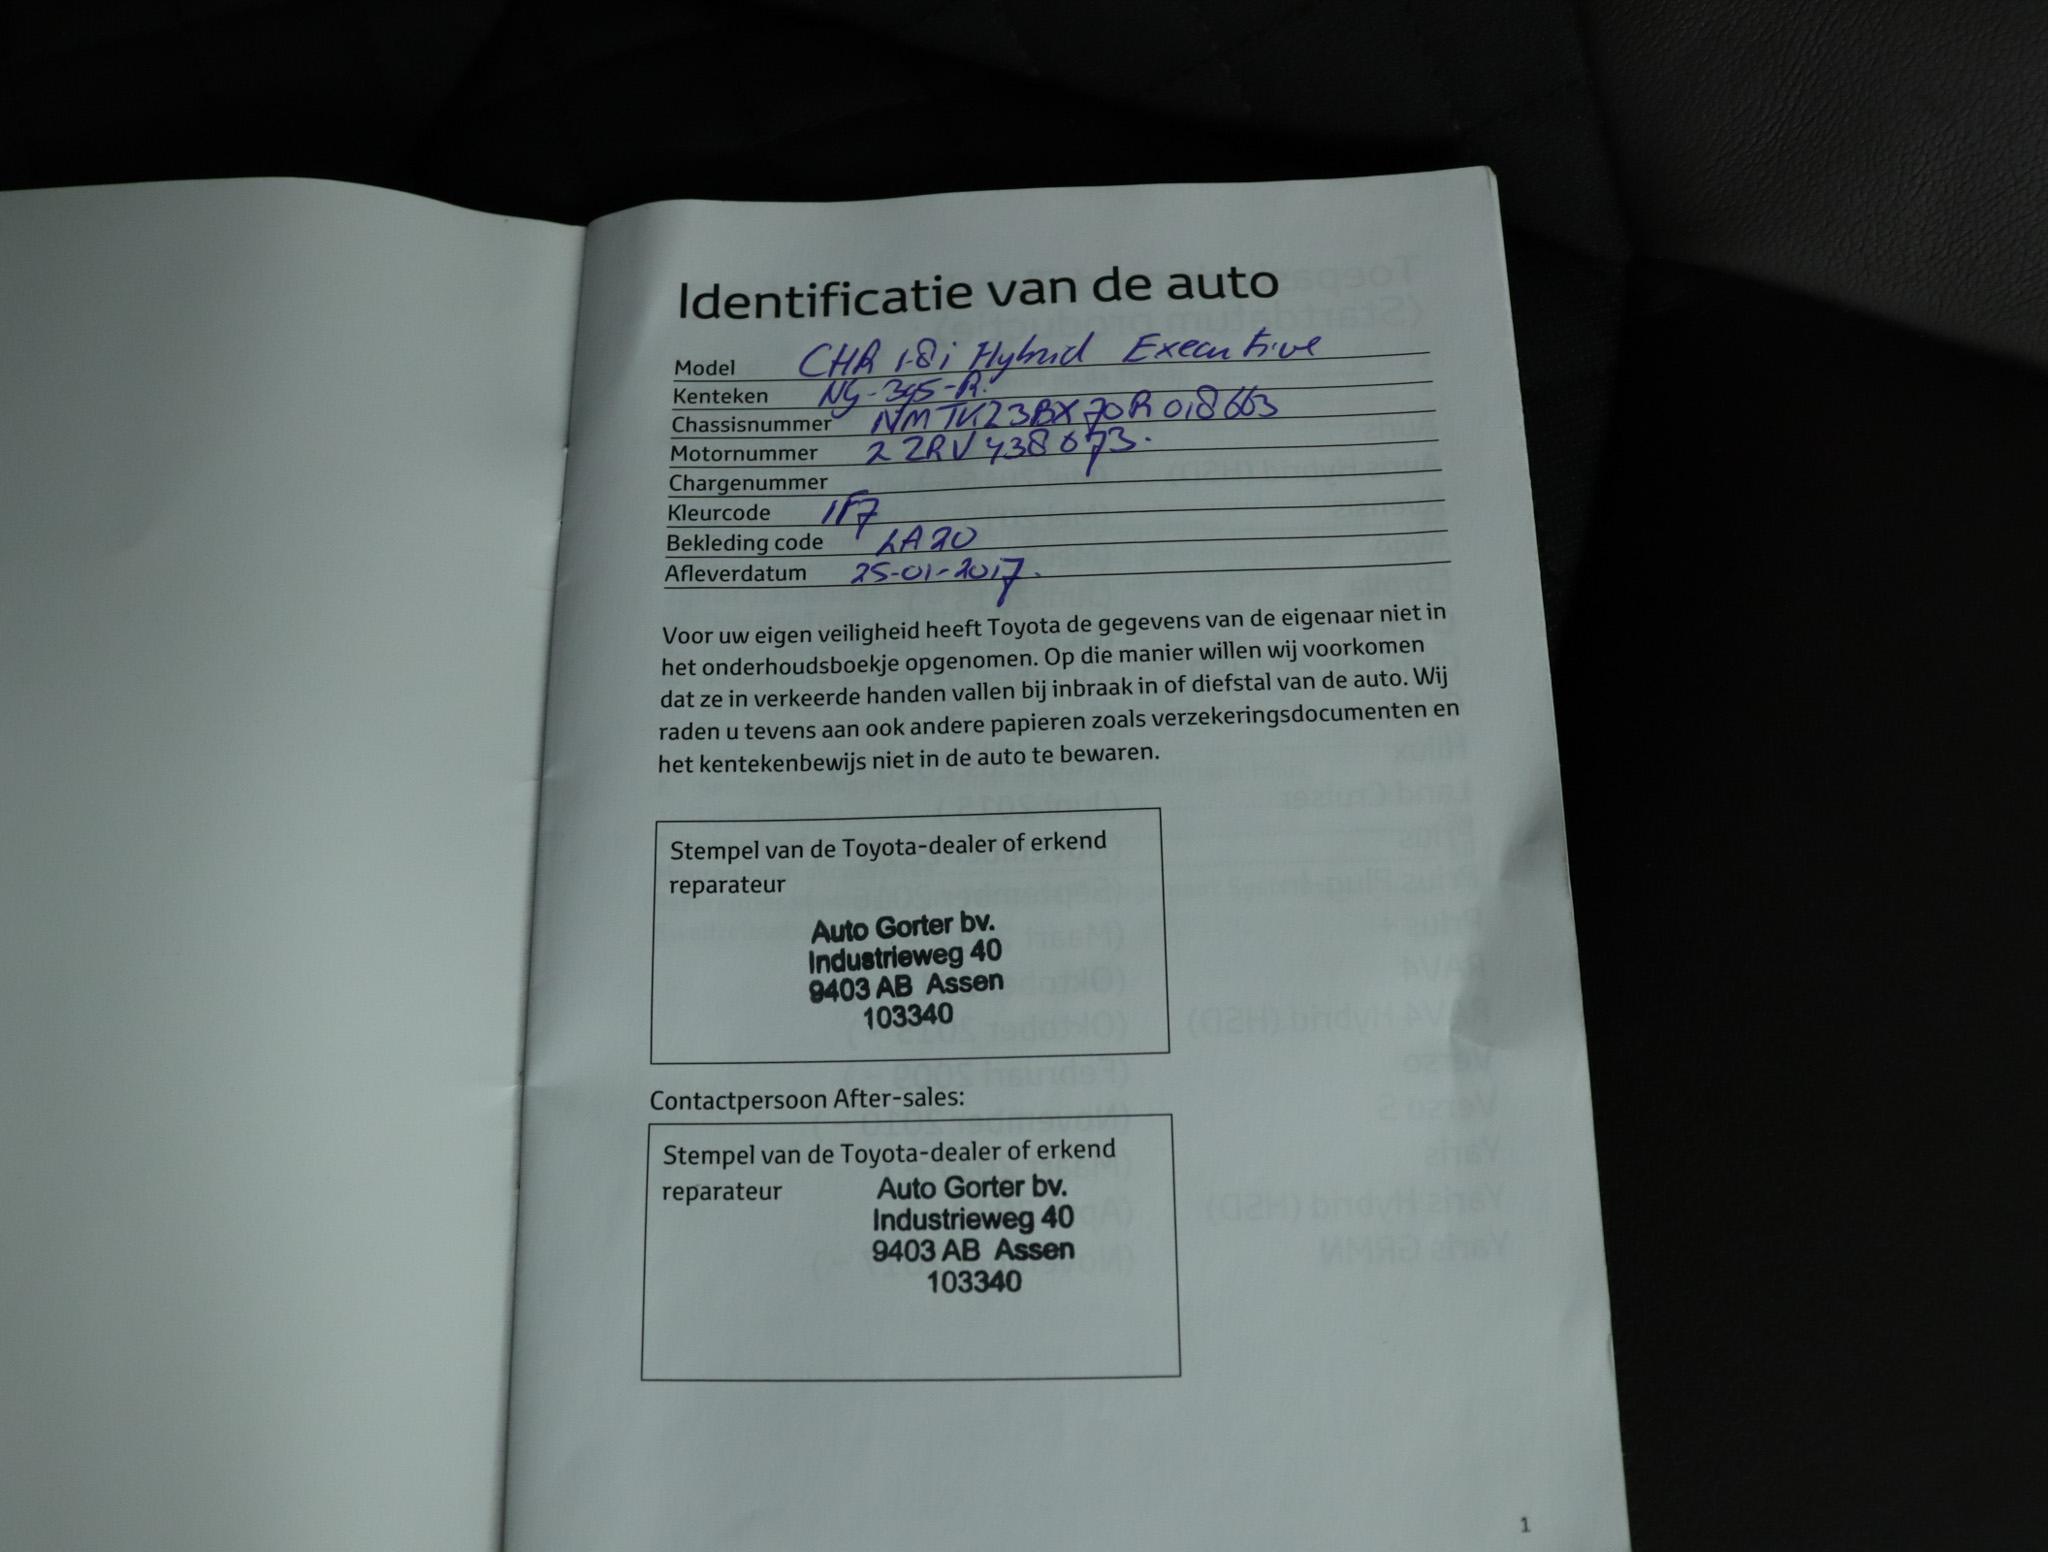 Identificatie van de auto
Model CHR 1.8i Hybrid Executive
Kenteken NG-395-R.
Chassisnummer NMTK23BX70R018663
Motornummer 2ZRV438673.
Chargenummer
Kleurcode 1F7
Bekleding code LA20
Afleverdatum 25-01-2017.
Voor uw eigen veiligheid heeft Toyota de gegevens van de eigenaar niet in
het onderhoudsboekje opgenomen. Op die manier willen wij voorkomen
dat ze in verkeerde handen vallen bij inbraak in of diefstal van de auto. Wij
raden u tevens aan ook andere papieren zoals verzekeringsdocumenten en
het kentekenbewijs niet in de auto te bewaren.
Stempel van de Toyota-dealer of erkend
reparateur
Auto Gorter bv.
Industrieweg 40
9403 AB Assen
103340
Contactpersoon After-sales:
Stempel van de Toyota-dealer of erkend
reparateur
Auto Gorter bv.
Industrieweg 40
9403 AB Assen
103340
1